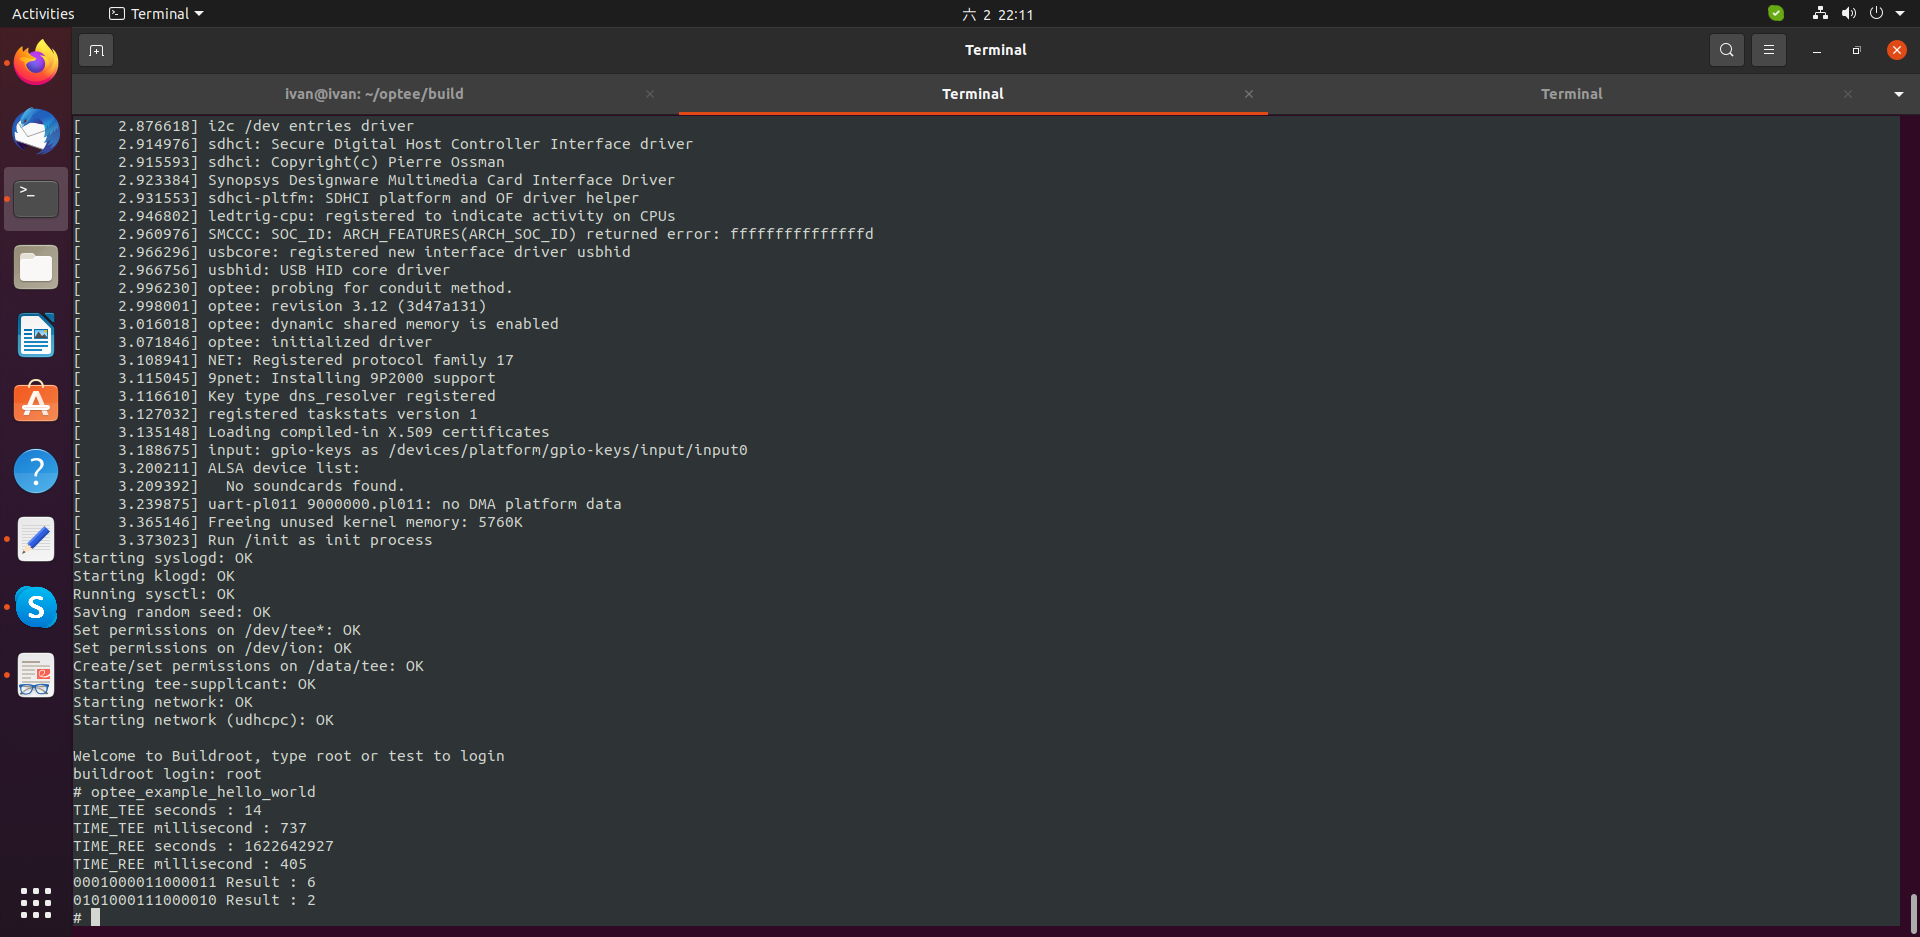 Activities
Terminal
六 2 22:11
Terminal
ivan@ivan: ~/optee/build
Terminal
Terminal
[    2.876618] i2c /dev entries driver
[    2.914976] sdhci: Secure Digital Host Controller Interface driver
[    2.915593] sdhci: Copyright(c) Pierre Ossman
[    2.923384] Synopsys Designware Multimedia Card Interface Driver
[    2.931553] sdhci-pltfm: SDHCI platform and OF driver helper
[    2.946802] ledtrig-cpu: registered to indicate activity on CPUs
[    2.960976] SMCCC: SOC_ID: ARCH_FEATURES(ARCH_SOC_ID) returned error: fffffffffffffffd
[    2.966296] usbcore: registered new interface driver usbhid
[    2.966756] usbhid: USB HID core driver
[    2.996230] optee: probing for conduit method.
[    2.998001] optee: revision 3.12 (3d47a131)
[    3.016018] optee: dynamic shared memory is enabled
[    3.071846] optee: initialized driver
[    3.108941] NET: Registered protocol family 17
[    3.115045] 9pnet: Installing 9P2000 support
[    3.116610] Key type dns_resolver registered
[    3.127032] registered taskstats version 1
[    3.135148] Loading compiled-in X.509 certificates
[    3.188675] input: gpio-keys as /devices/platform/gpio-keys/input/input0
[    3.200211] ALSA device list:
[    3.209392]   No soundcards found.
[    3.239875] uart-pl011 9000000.pl011: no DMA platform data
[    3.365146] Freeing unused kernel memory: 5760K
[    3.373023] Run /init as init process
Starting syslogd: OK
Starting klogd: OK
Running sysctl: OK
Saving random seed: OK
Set permissions on /dev/tee*: OK
Set permissions on /dev/ion: OK
Create/set permissions on /data/tee: OK
Starting tee-supplicant: OK
Starting network: OK
Starting network (udhcpc): OK
Welcome to Buildroot, type root or test to login
buildroot login: root
# optee_example_hello_world
TIME_TEE seconds : 14
TIME_TEE millisecond : 737
TIME_REE seconds : 1622642927
TIME_REE millisecond : 405
0001000011000011 Result : 6
0101000111000010 Result : 2
#